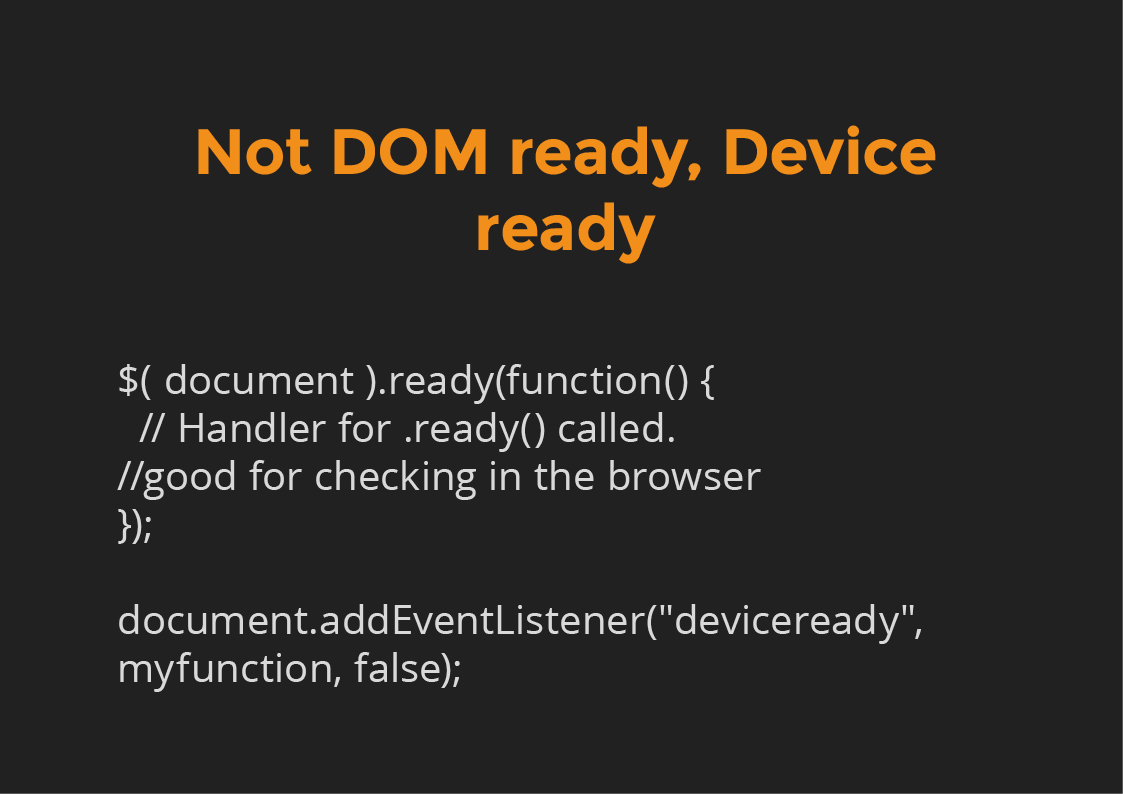 Not DOM ready, Device
ready
$( document ).ready(function() {
  // Handler for .ready() called.
//good for checking in the browser
});
document.addEventListener("deviceready",
myfunction, false);